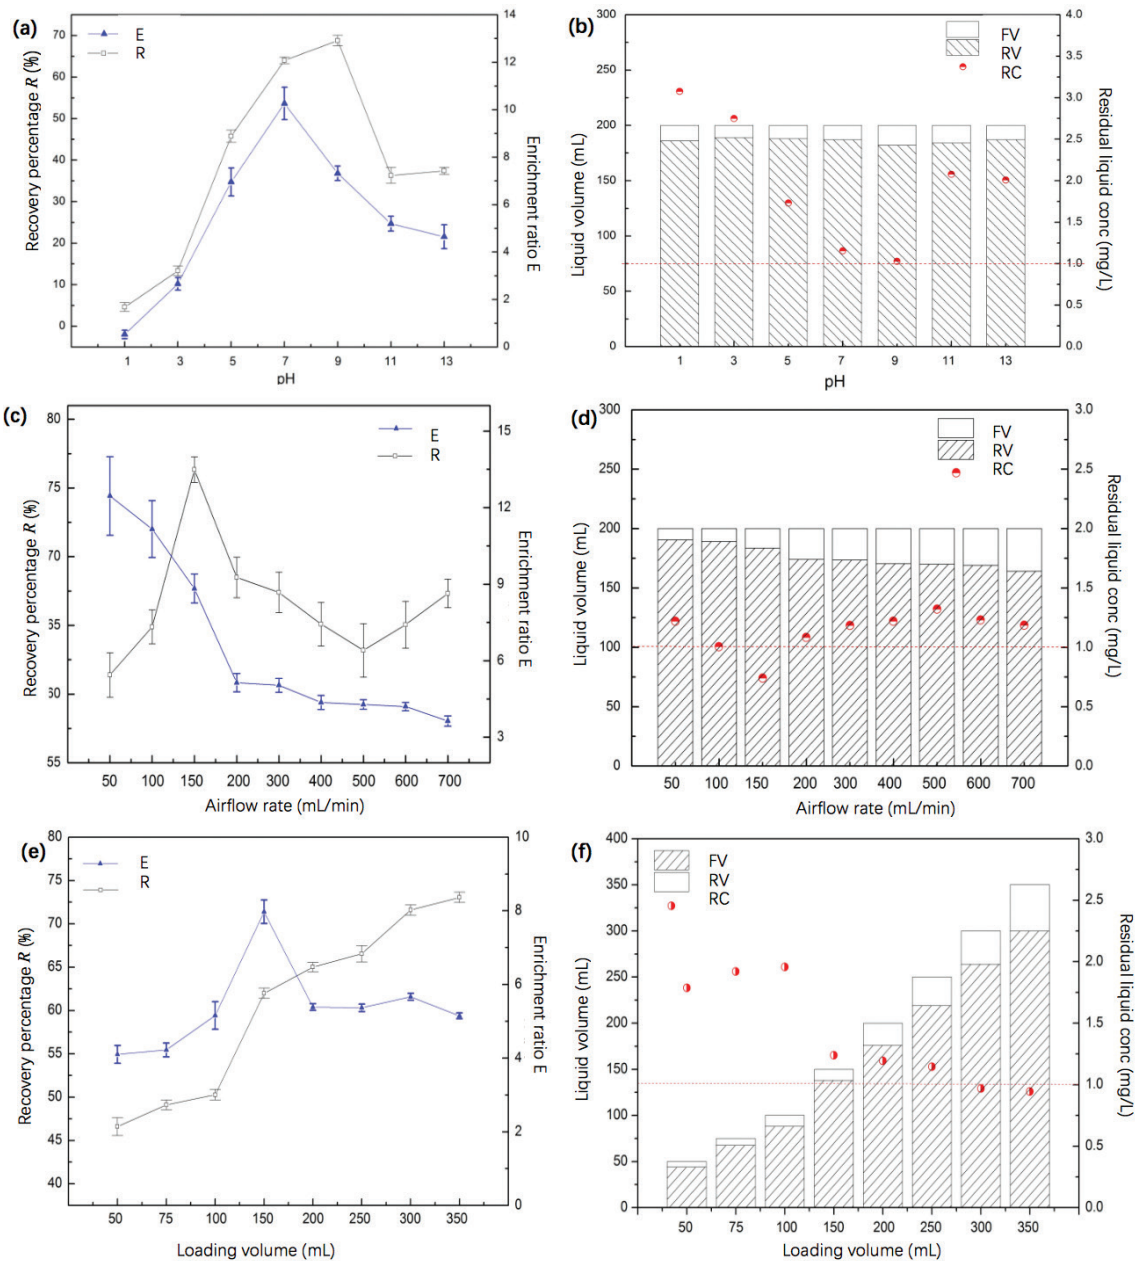 (a)
Recovery percentage R (%)
70
60
50
40
30
20
10
0
E
R
14
12
10
8
6
4
2
0
Enrichment ratio E
1 3 5 7 9 11 13
pH
(b)
Liquid volume (mL)
300
250
200
150
100
50
0
FV
RV
RC
4.0
3.5
3.0
2.5
2.0
1.5
1.0
0.5
0.0
Residual liquid conc (mg/L)
1 3 5 7 9 11 13
pH
(c)
Recovery percentage R (%)
80
75
70
35
30
55
E
R
15
12
9
6
3
Enrichment ratio E
50 100 150 200 300 400 500 600 700
Airflow rate (mL/min)
(d)
Liquid volume (mL)
300
250
200
150
100
50
0
FV
RV
RC
3.0
2.5
2.0
1.5
1.0
0.5
0.0
Residual liquid conc (mg/L)
50 100 150 200 300 400 500 600 700
Airflow rate (mL/min)
(e)
Recovery percentage R (%)
80
75
70
65
60
55
50
45
40
E
R
10
8
6
4
2
0
Enrichment ratio E
50 75 100 150 200 250 300 350
Loading volume (mL)
(f)
Liquid volume (mL)
400
350
300
250
200
150
100
50
0
FV
RV
RC
3.0
2.5
2.0
1.5
1.0
0.5
0.0
Residual liquid conc (mg/L)
50 75 100 150 200 250 300 350
Loading volume (mL)